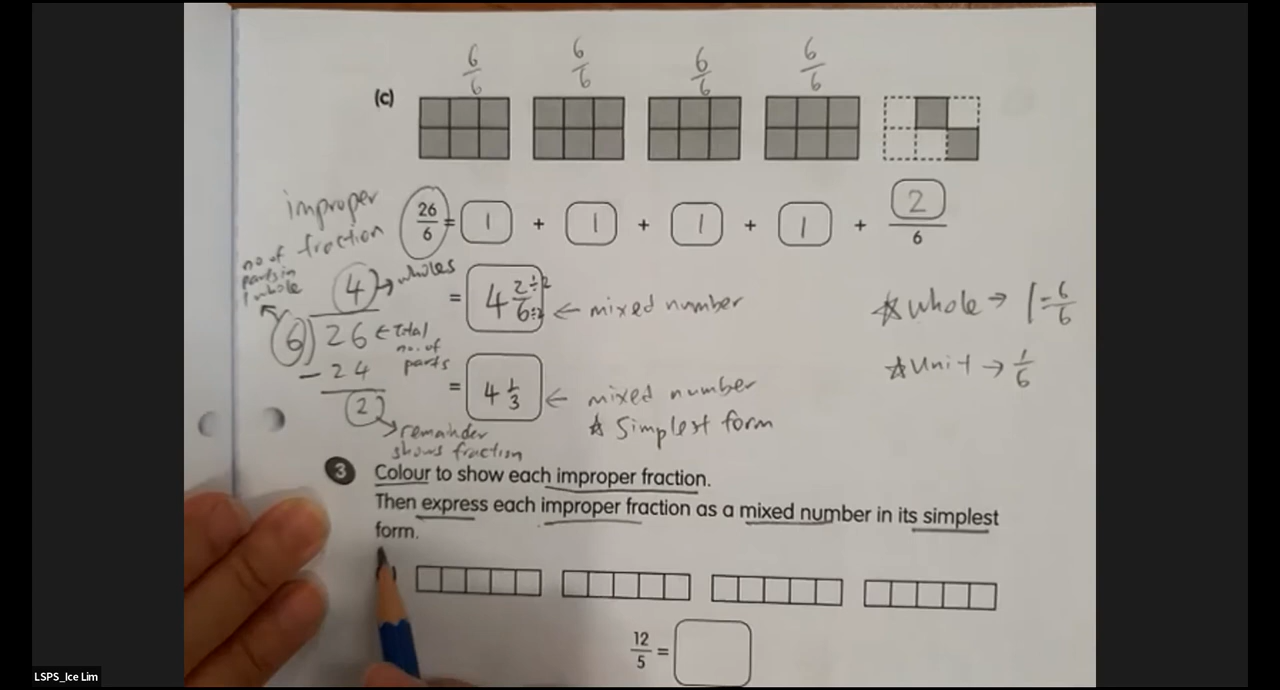 6/6 6/6 6/6 6/6
(c)
improper fraction
26/6 = 1 + 1 + 1 + 1 + 2/6
no of parts in 1 whole
4 → wholes
= 4 2÷2/6÷2 ← mixed number
☆ whole → 1 = 6/6
6)26 ← total no. of parts
- 24
☆ Unit → 1/6
= 4 1/3 ← mixed number
2
☆ Simplest form
remainder shows fraction
3 Colour to show each improper fraction.
Then express each improper fraction as a mixed number in its simplest
form.
12/5 =
LSPS_Ice Lim